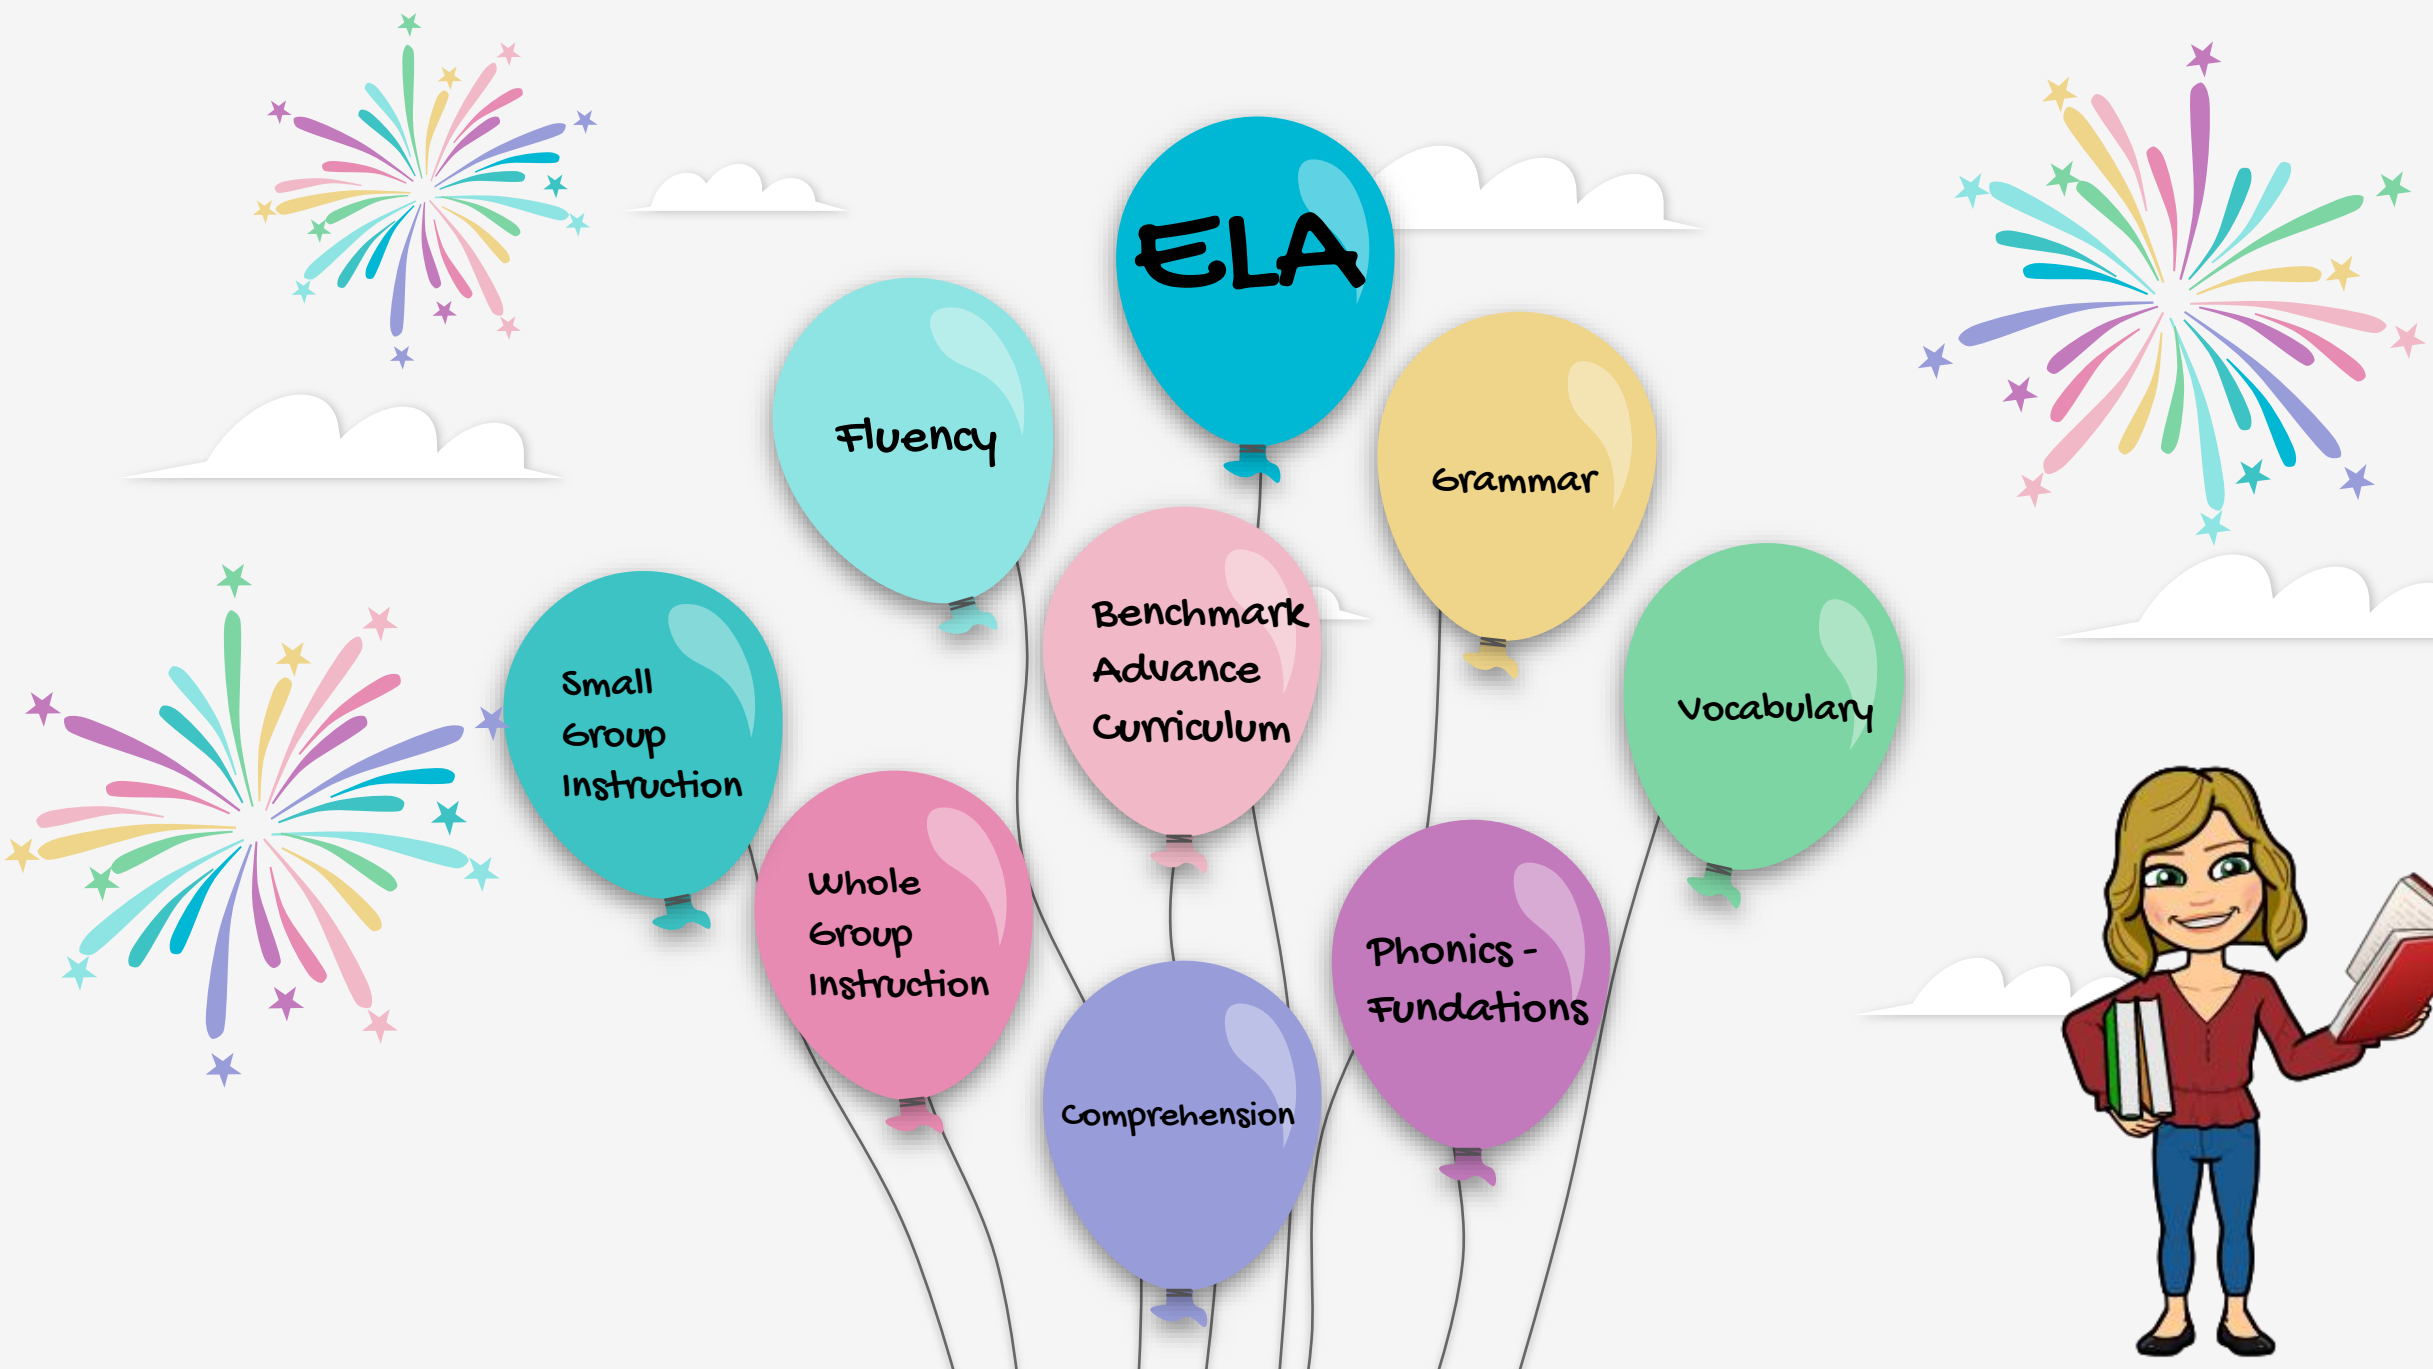 ELA
Fluency
Grammar
Benchmark
Advance
Curriculum
Small
Group
Instruction
Vocabulary
Whole
Group
Instruction
Phonics -
Fundations
Comprehension